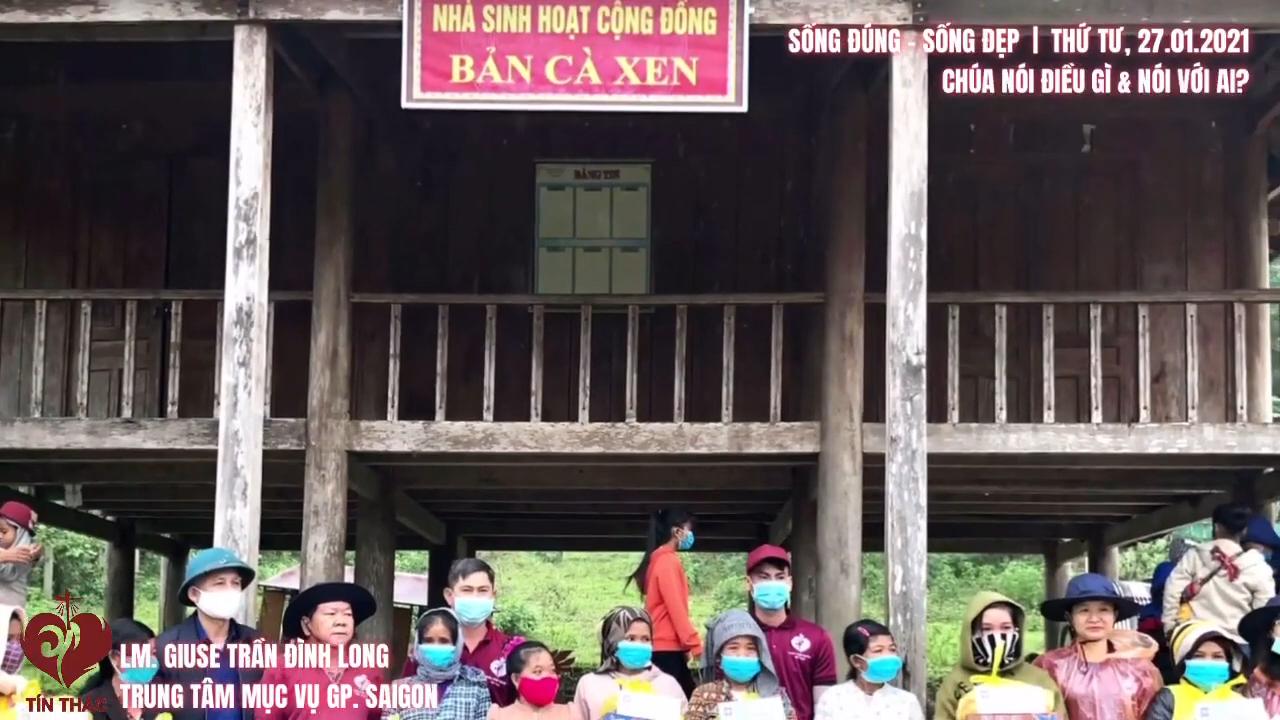 NHÀ SINH HOẠT CỘNG ĐỒNG
BẢN CÀ XEN
SỐNG ĐÚNG - SỐNG ĐẸP | THỨ TƯ, 27.01.2021
CHÚA NÓI ĐIỀU GÌ & NÓI VỚI AI?
BẢNG TIN
LM. GIUSE TRẦN ĐÌNH LONG
TRUNG TÂM MỤC VỤ GP. SAIGON
TÍN THÁC